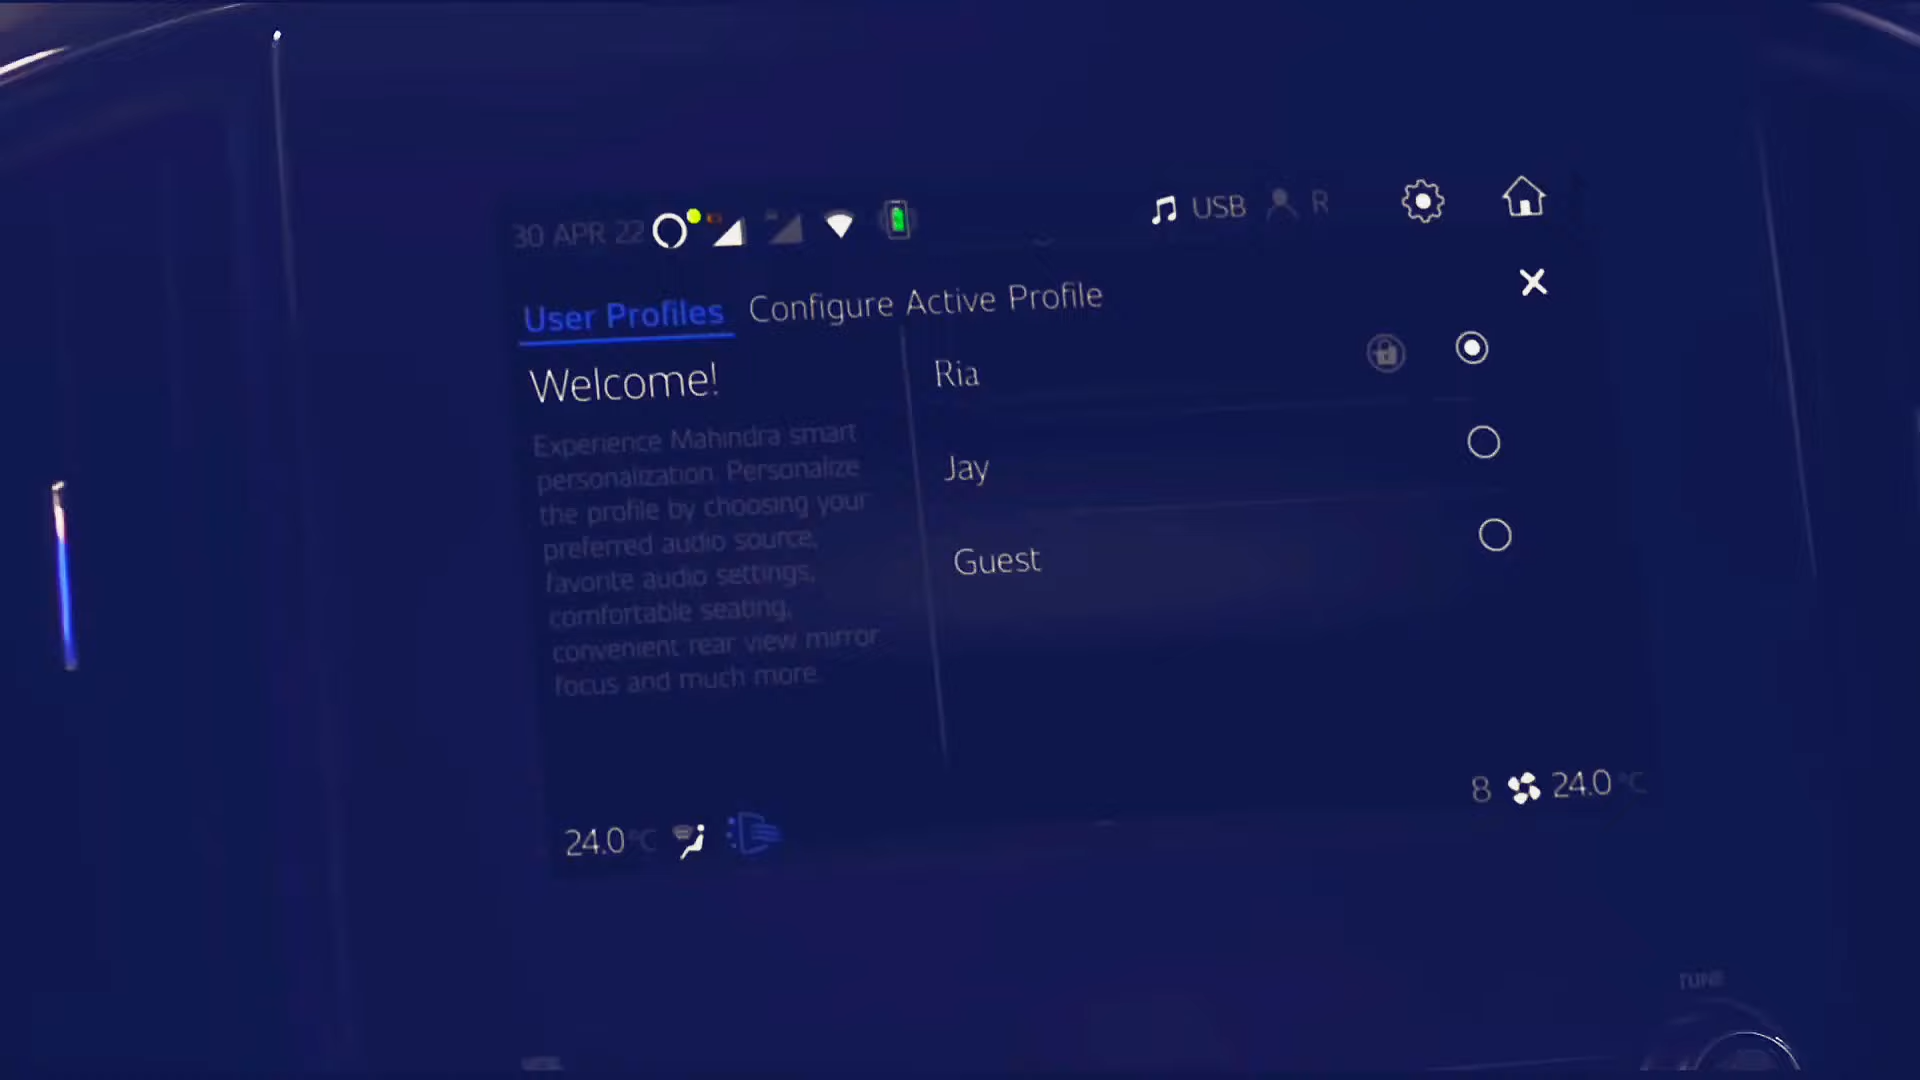 30 APR 22
USB R
User Profiles Configure Active Profile
Welcome!
Experience Mahindra smart
personalization. Personalize
the profile by choosing your
preferred audio source,
favorite audio settings,
comfortable seating,
convenient rear view mirror
focus and much more.
Ria
Jay
Guest
24.0°C
8 24.0°C
TUNE